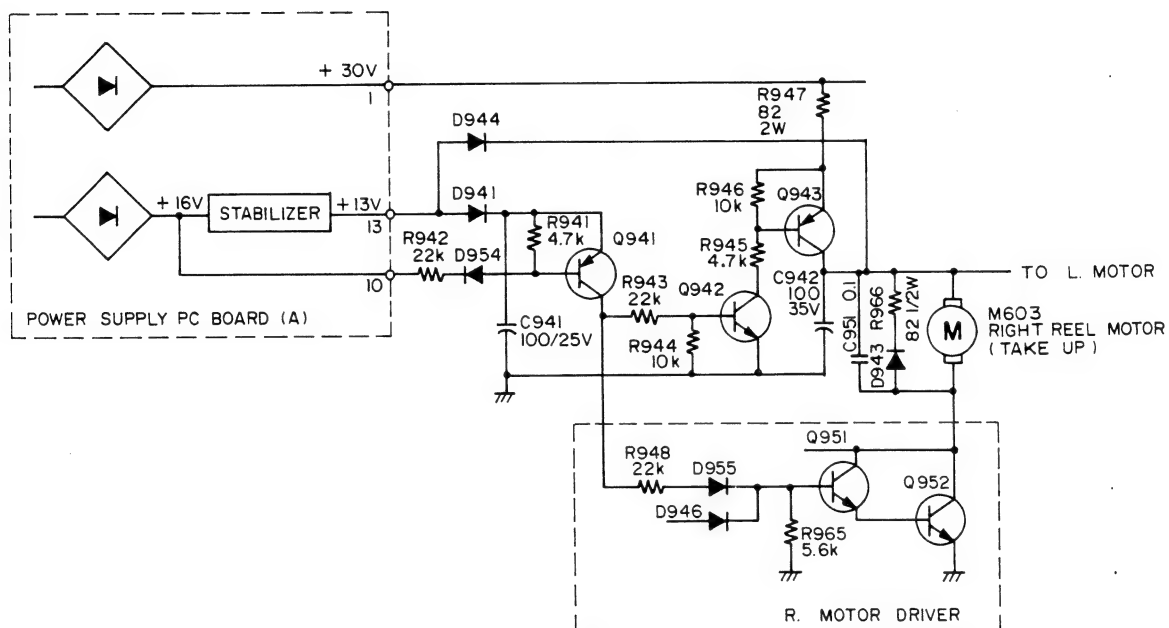 + 30V
1
D944
R947
82
2W
+16V
STABILIZER
+13V
13
D941
R941
4.7k
Q941
R942
22k
D954
10
POWER SUPPLY PC BOARD (A)
C941
100/25V
R943
22k
R944
10k
Q942
R946
10k
Q943
R945
4.7k
C942
100
35V
C951 0.1
R966
82 1/2W
D943
TO L. MOTOR
M
M603
RIGHT REEL MOTOR
(TAKE UP)
R948
22k
D955
D946
Q951
Q952
R965
5.6k
R. MOTOR DRIVER